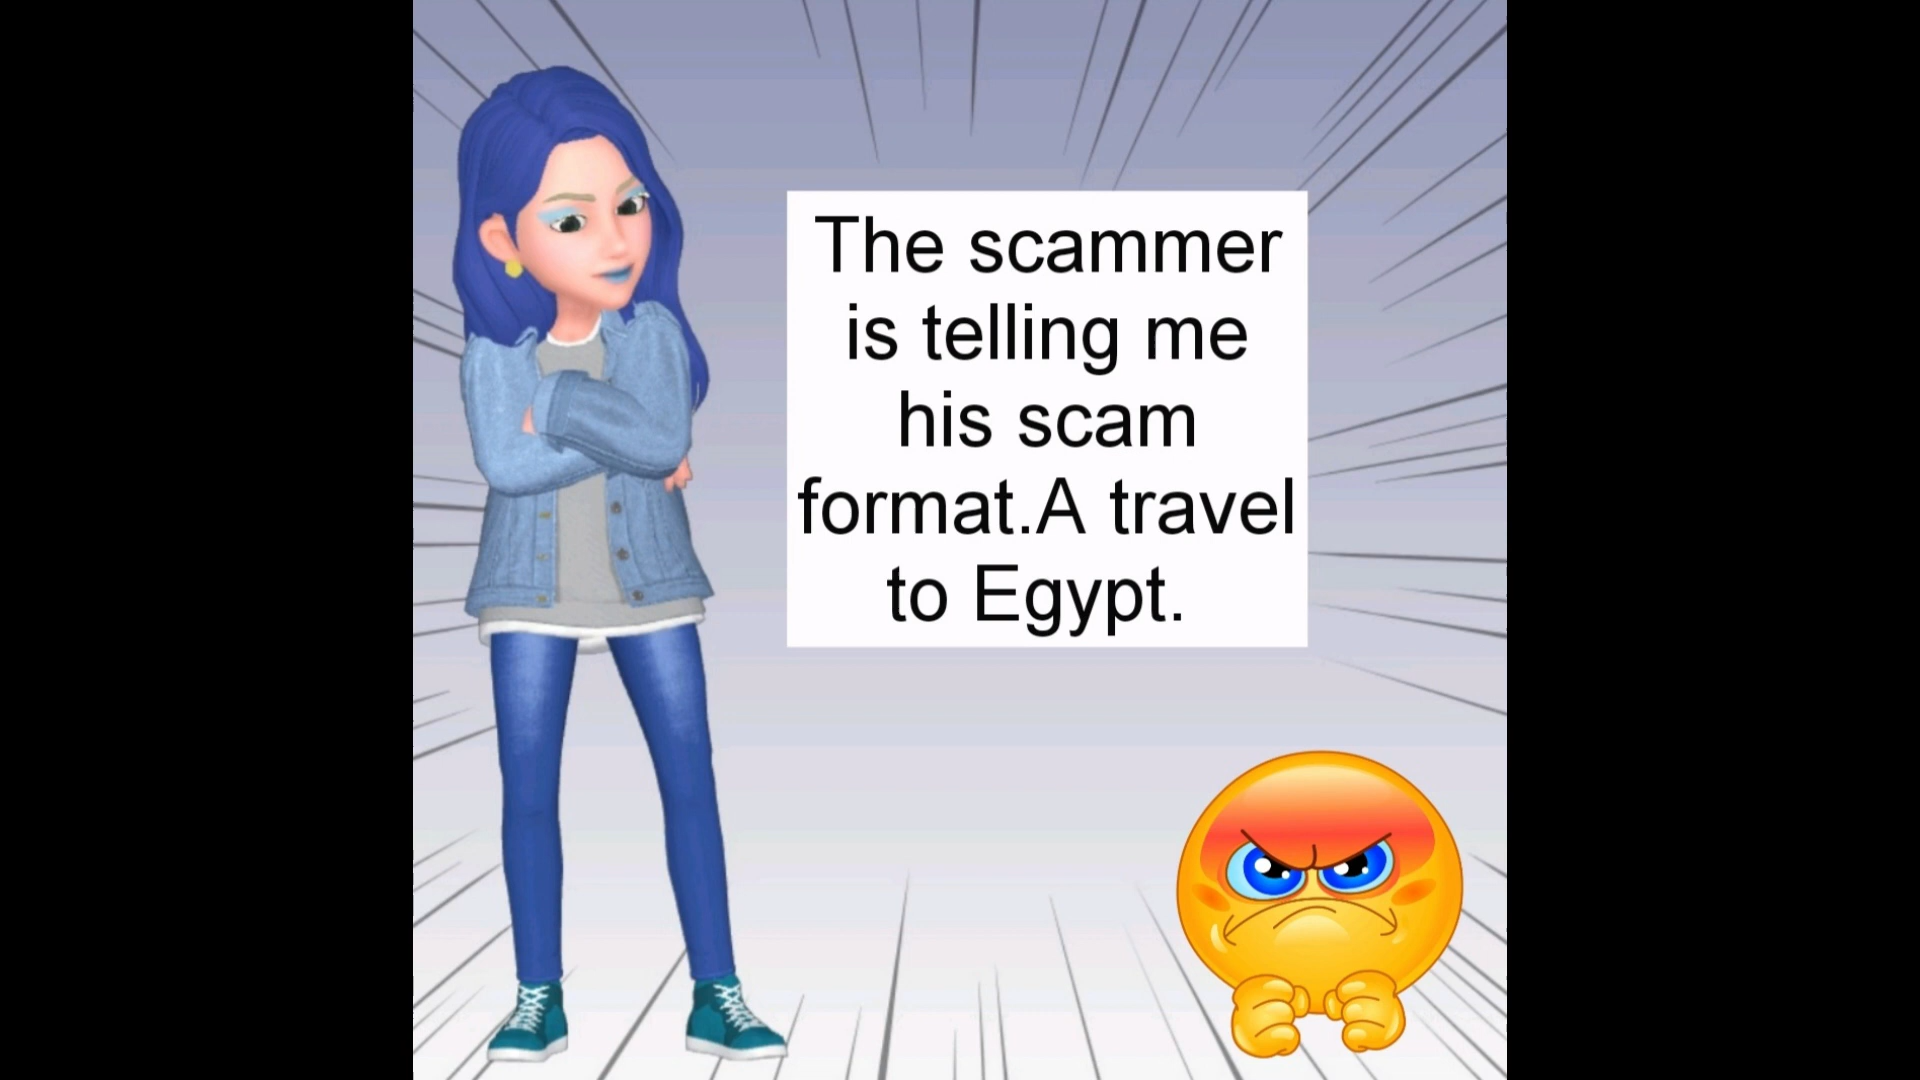 The scammer
is telling me
his scam
format.A travel
to Egypt.